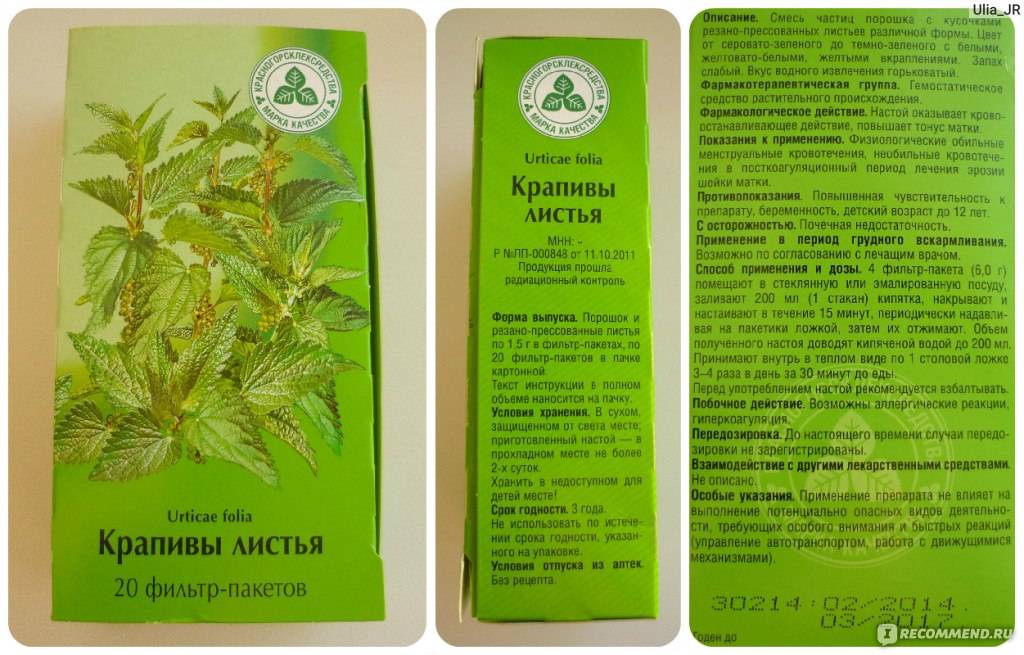 КРАСНОГОРСКЛЕКСРЕДСТВА
МАРКА КАЧЕСТВА
Urticae folia
Крапивы листья
20 фильтр-пакетов
КРАСНОГОРСКЛЕКСРЕДСТВА
МАРКА КАЧЕСТВА
Urticae folia
Крапивы
листья
МНН: -
Р №ЛП-000848 от 11.10.2011
Продукция прошла
радиационный контроль
Форма выпуска. Порошок и
резано-прессованные листья
по 1,5 г в фильтр-пакетах, по
20 фильтр-пакетов в пачке
картонной.
Текст инструкции в полном
объеме наносится на пачку.
Условия хранения. В сухом,
защищенном от света месте;
приготовленный настой — в
прохладном месте не более
2-х суток.
Хранить в недоступном для
детей месте!
Срок годности. 3 года.
Не использовать по истече-
нии срока годности, указан-
ного на упаковке.
Условия отпуска из аптек.
Без рецепта.
Ulia_JR
Описание. Смесь частиц порошка с кусочками
резано-прессованных листьев различной формы. Цвет
от серовато-зеленого до темно-зеленого с белыми,
желтовато-белыми, желтыми вкраплениями. Запах
слабый. Вкус водного извлечения горьковатый.
Фармакотерапевтическая группа. Гемостатическое
средство растительного происхождения.
Фармакологическое действие. Настой оказывает крово-
останавливающее действие, повышает тонус матки.
Показания к применению. Физиологические обильные
менструальные кровотечения, необильные кровотече-
ния в посткоагуляционный период лечения эрозии
шейки матки.
Противопоказания. Повышенная чувствительность к
препарату, беременность, детский возраст до 12 лет.
С осторожностью. Почечная недостаточность.
Применение в период грудного вскармливания.
Возможно по согласованию с лечащим врачом.
Способ применения и дозы. 4 фильтр-пакета (6,0 г)
помещают в стеклянную или эмалированную посуду,
заливают 200 мл (1 стакан) кипятка, накрывают и
настаивают в течение 15 минут, периодически надавли-
вая на пакетики ложкой, затем их отжимают. Объем
полученного настоя доводят кипяченой водой до 200 мл.
Принимают внутрь в теплом виде по 1 столовой ложке
3–4 раза в день за 30 минут до еды.
Перед употреблением настой рекомендуется взбалтывать.
Побочное действие. Возможны аллергические реакции,
гиперкоагуляция.
Передозировка. До настоящего времени случаи передо-
зировки не зарегистрированы.
Взаимодействие с другими лекарственными средствами.
Не описано.
Особые указания. Применение препарата не влияет на
выполнение потенциально опасных видов деятельно-
сти, требующих особого внимания и быстрых реакций
(управление автотранспортом, работа с движущимися
механизмами).
30214 02/2014
03/2017
Годен до
IRECOMMEND.RU